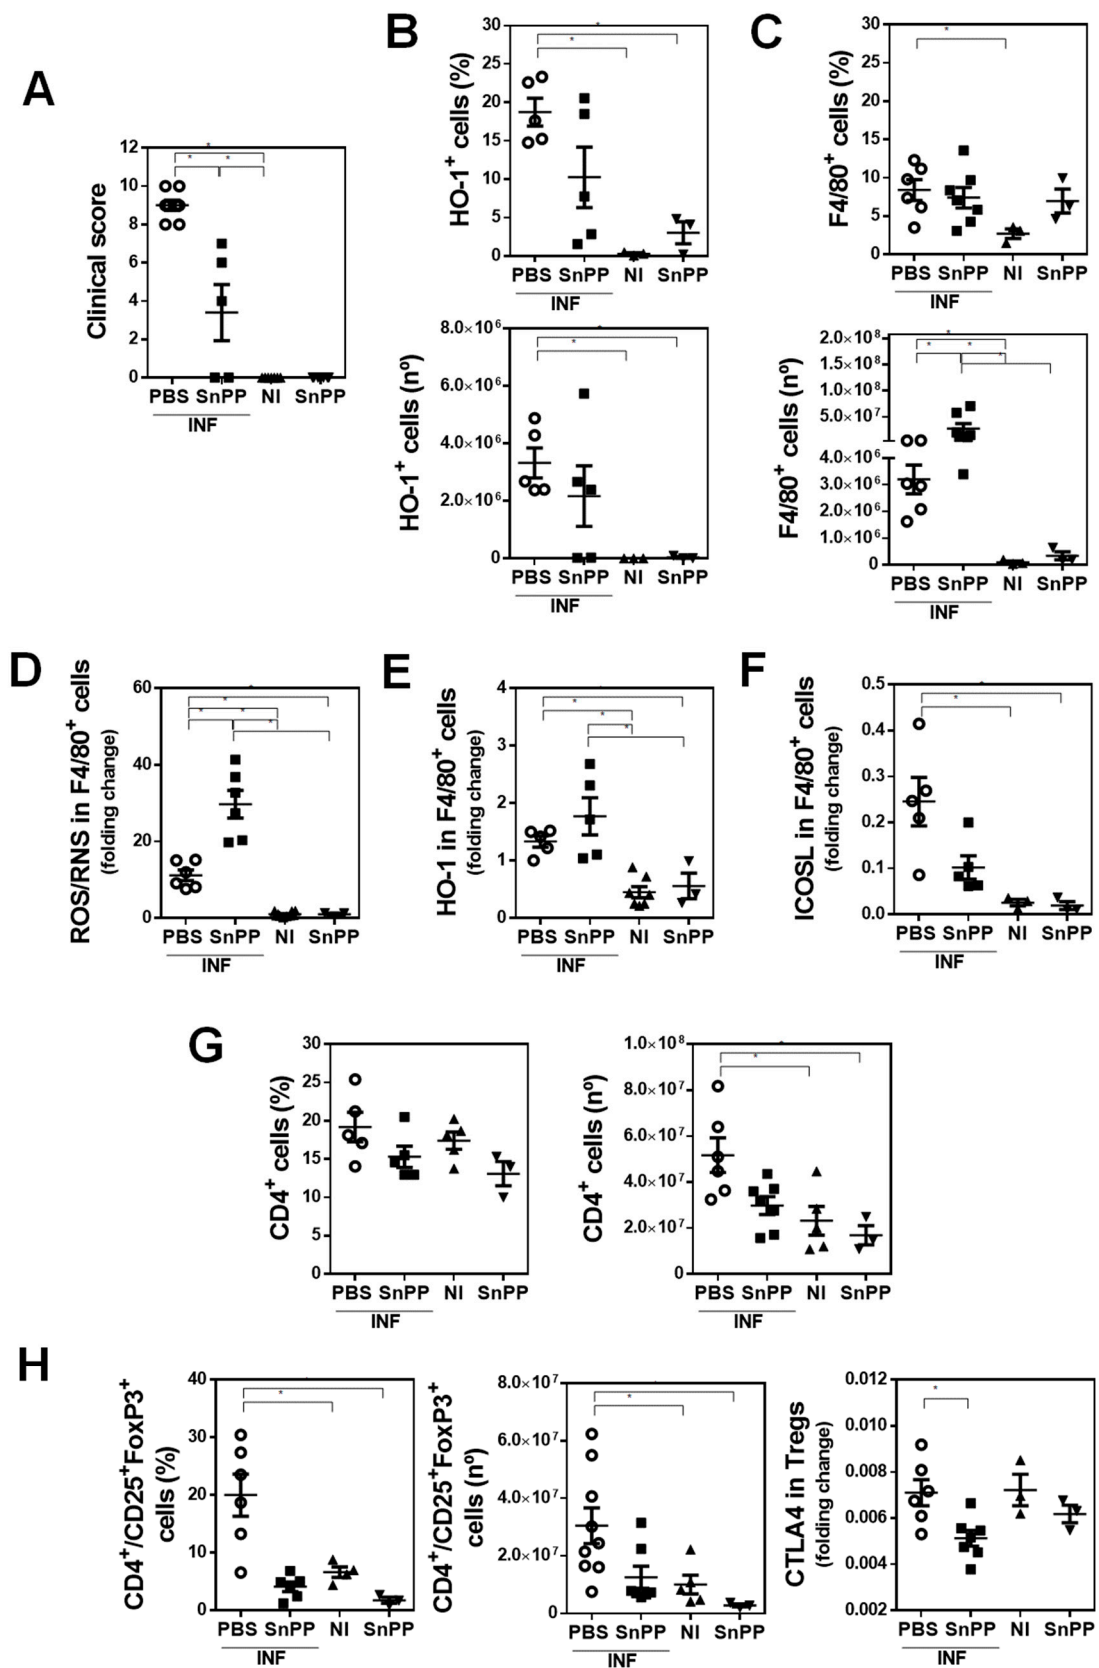 A
Clinical score
12
10
8
6
4
2
0
* * *
PBS SnPP NI SnPP
INF
B
HO-1+ cells (%)
30
25
20
15
10
5
0
* *
PBS SnPP NI SnPP
INF
HO-1+ cells (nº)
8.0×10^6
6.0×10^6
4.0×10^6
2.0×10^6
0
* *
PBS SnPP NI SnPP
INF
C
F4/80+ cells (%)
30
25
20
15
10
5
0
*
PBS SnPP NI SnPP
INF
F4/80+ cells (nº)
2.0×10^8
1.5×10^8
1.0×10^8
5.0×10^7
4.0×10^6
3.0×10^6
2.0×10^6
1.0×10^6
0
* * * *
PBS SnPP NI SnPP
INF
D
ROS/RNS in F4/80+ cells
(folding change)
60
40
20
0
* * * *
PBS SnPP NI SnPP
INF
E
HO-1 in F4/80+ cells
(folding change)
4
3
2
1
0
* * *
PBS SnPP NI SnPP
INF
F
ICOSL in F4/80+ cells
(folding change)
0.5
0.4
0.3
0.2
0.1
0.0
* *
PBS SnPP NI SnPP
INF
G
CD4+ cells (%)
30
25
20
15
10
5
0
PBS SnPP NI SnPP
INF
CD4+ cells (nº)
1.0×10^8
8.0×10^7
6.0×10^7
4.0×10^7
2.0×10^7
0
* *
PBS SnPP NI SnPP
INF
H
CD4+/CD25+FoxP3+
cells (%)
40
30
20
10
0
*
PBS SnPP NI SnPP
INF
CD4+/CD25+FoxP3+
cells (nº)
8.0×10^7
6.0×10^7
4.0×10^7
2.0×10^7
0
*
PBS SnPP NI SnPP
INF
CTLA4 in Tregs
(folding change)
0.012
0.010
0.008
0.006
0.004
0.002
*
PBS SnPP NI SnPP
INF